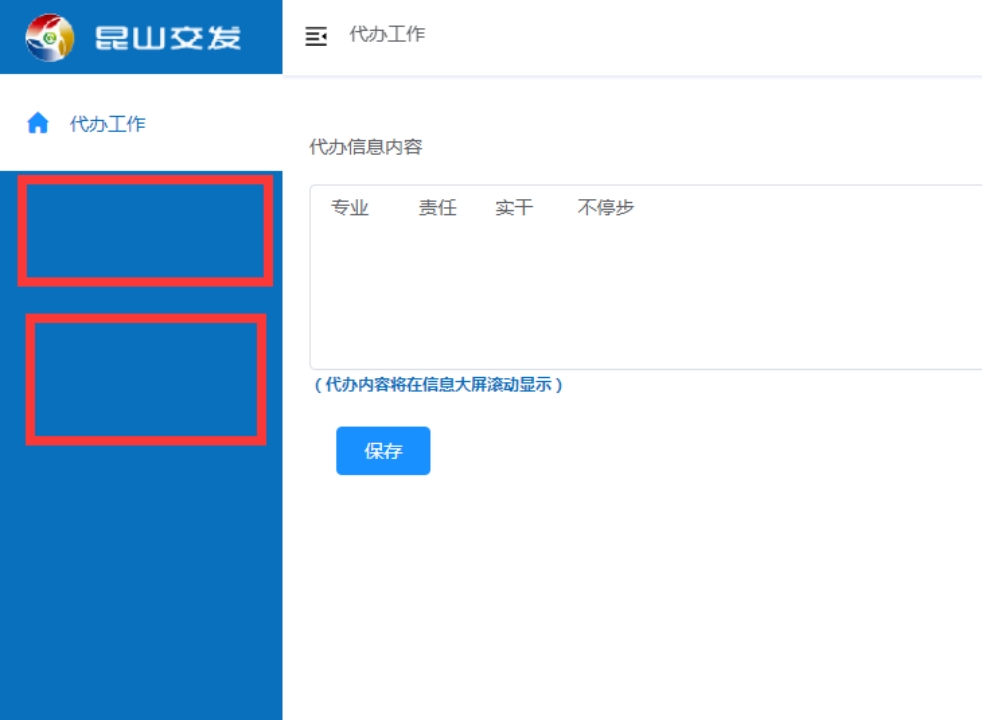 昆山交发
代办工作
代办工作
代办信息内容
专业 责任 实干 不停步
（代办内容将在信息大屏滚动显示）
保存